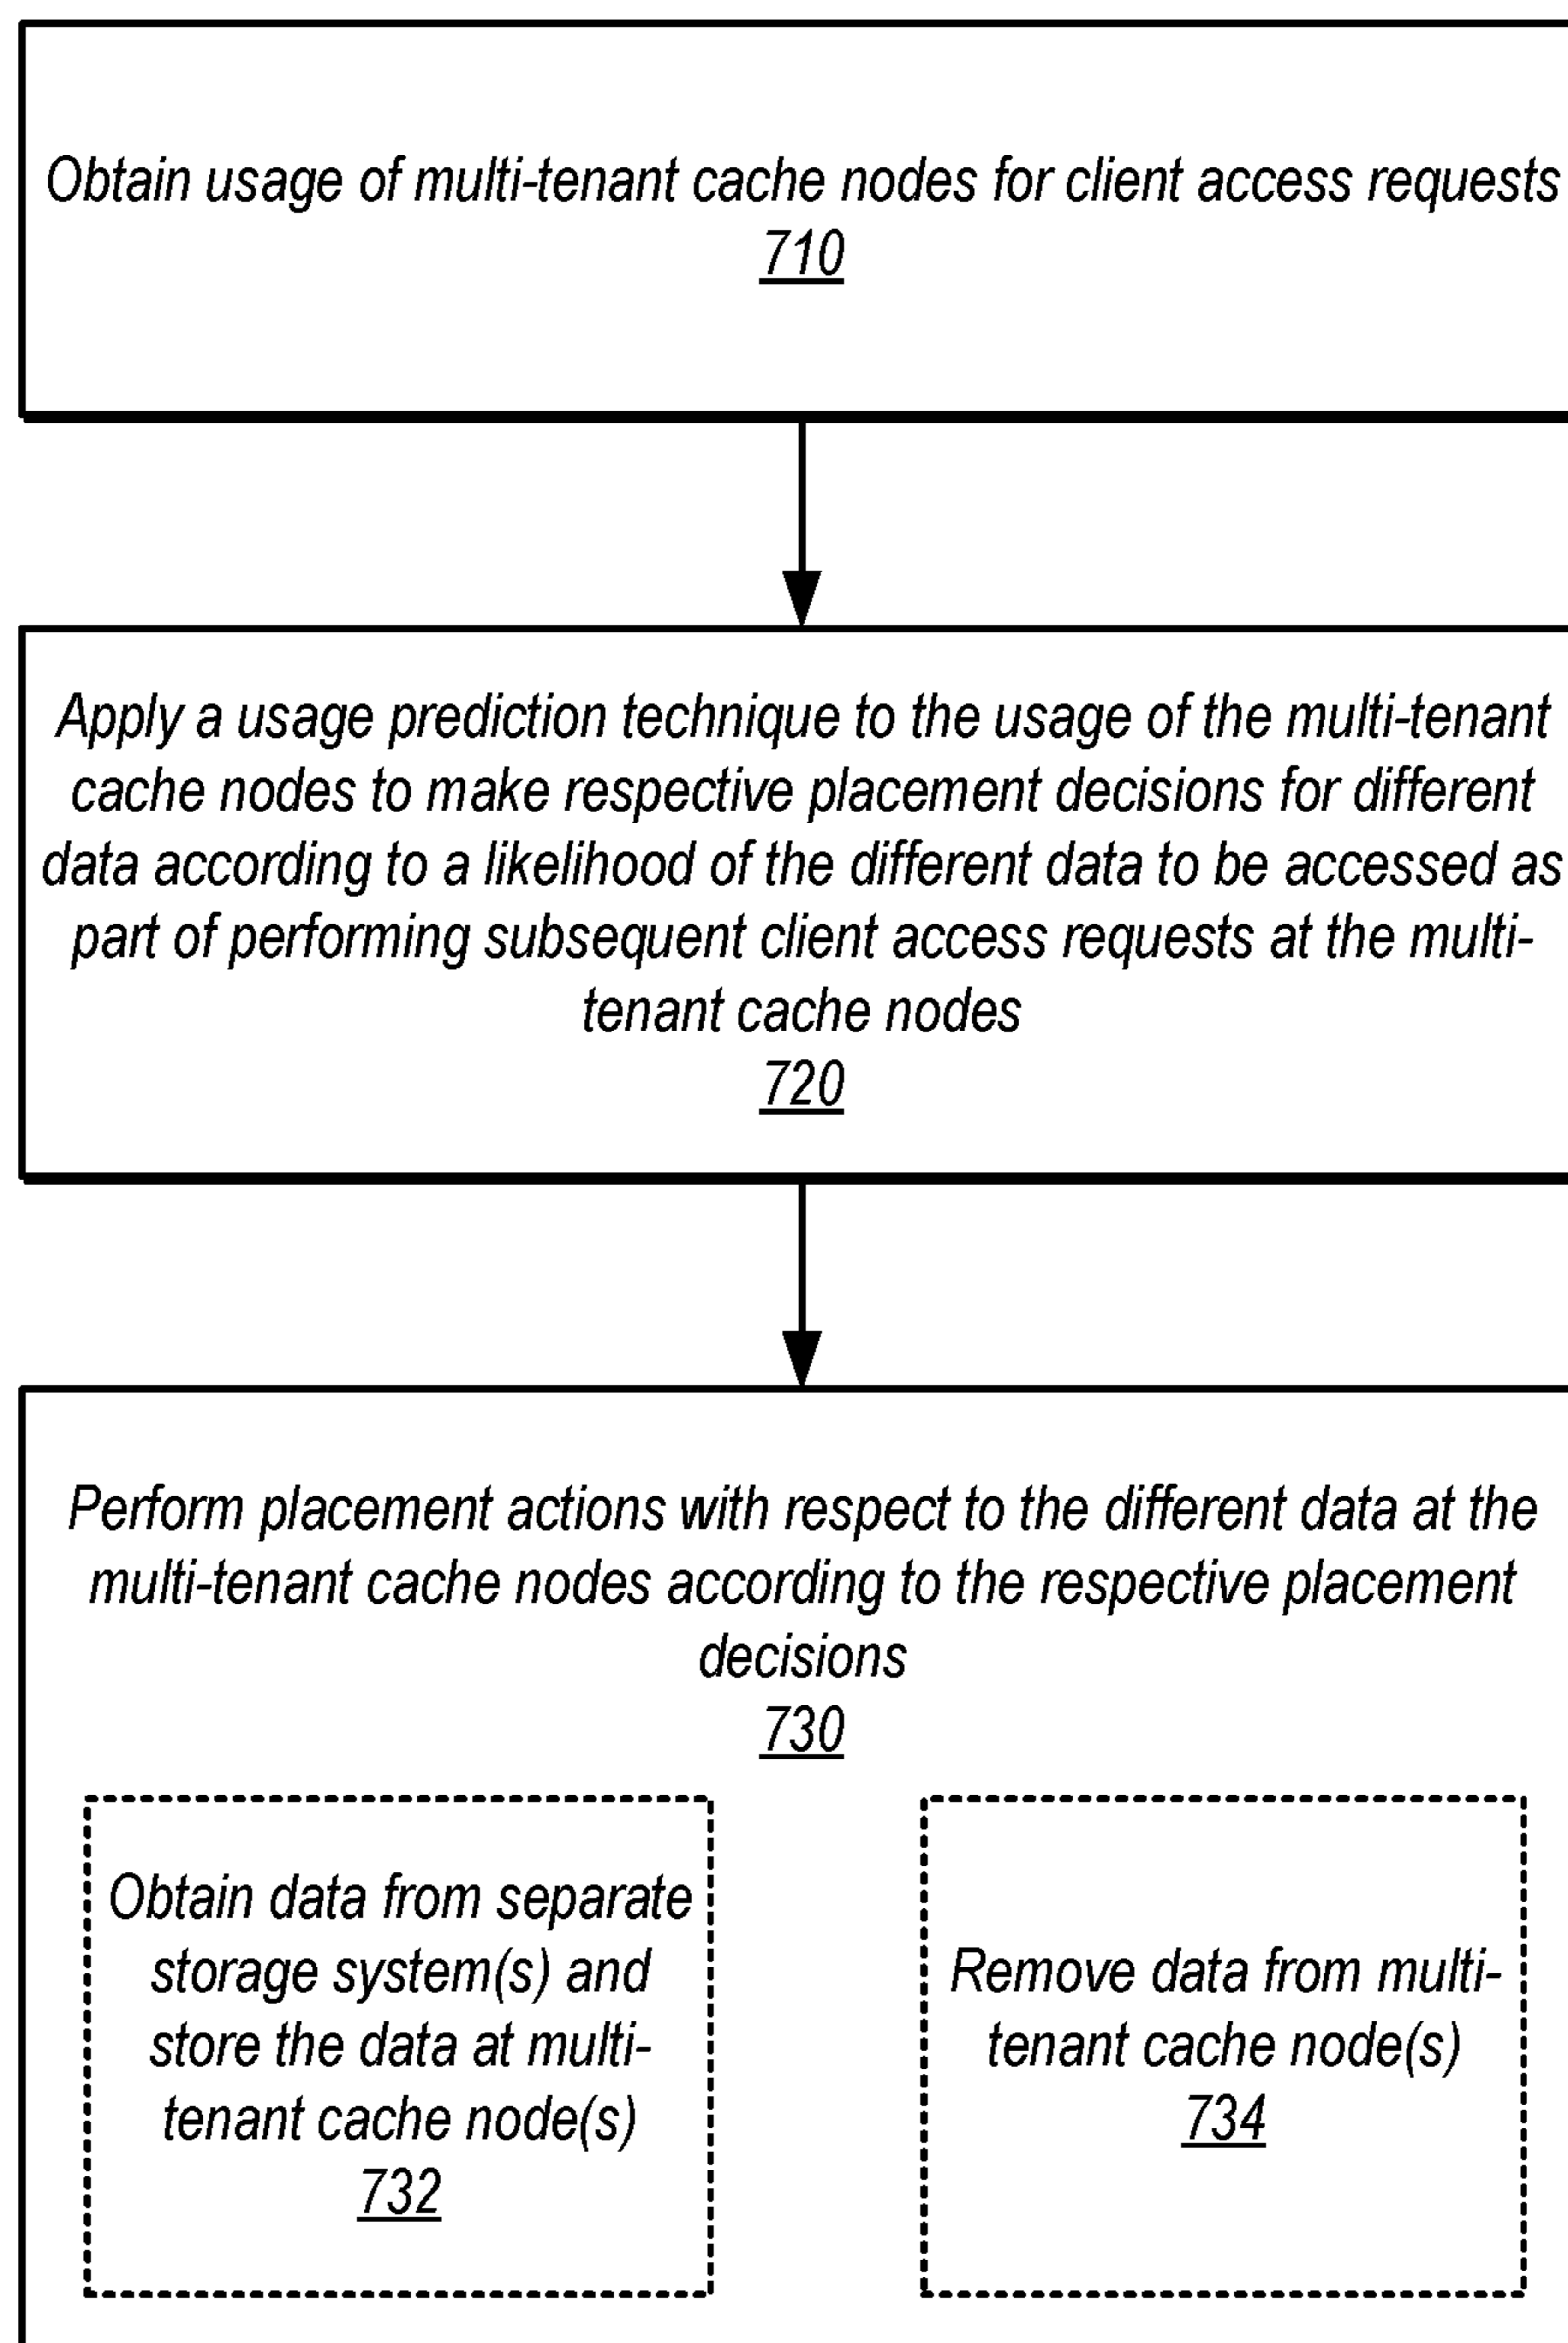 Obtain usage of multi-tenant cache nodes for client access requests
710
Apply a usage prediction technique to the usage of the multi-tenant
cache nodes to make respective placement decisions for different
data according to a likelihood of the different data to be accessed as
part of performing subsequent client access requests at the multi-
tenant cache nodes
720
Perform placement actions with respect to the different data at the
multi-tenant cache nodes according to the respective placement
decisions
730
Obtain data from separate
storage system(s) and
store the data at multi-
tenant cache node(s)
732
Remove data from multi-
tenant cache node(s)
734